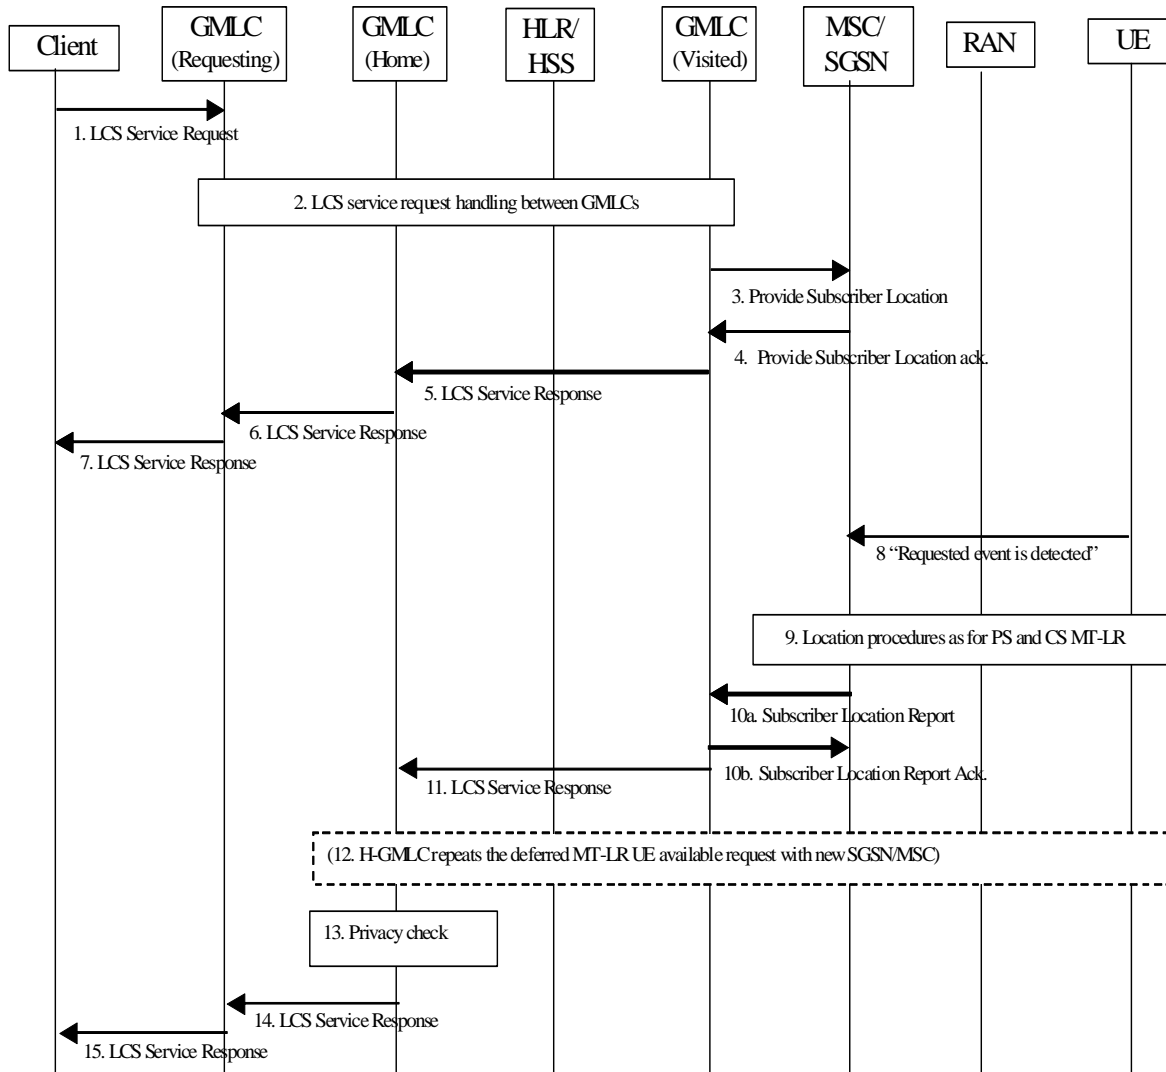 Client
GMLC
(Requesting)
GMLC
(Home)
HLR/
HSS
GMLC
(Visited)
MSC/
SGSN
RAN
UE
1. LCS Service Request
2. LCS service request handling between GMLCs
3. Provide Subscriber Location
4. Provide Subscriber Location ack.
5. LCS Service Response
6. LCS Service Response
7. LCS Service Response
8 “Requested event is detected”
9. Location procedures as for PS and CS MT-LR
10a. Subscriber Location Report
10b. Subscriber Location Report Ack.
11. LCS Service Response
(12. H-GMLC repeats the deferred MT-LR UE available request with new SGSN/MSC)
13. Privacy check
14. LCS Service Response
15. LCS Service Response